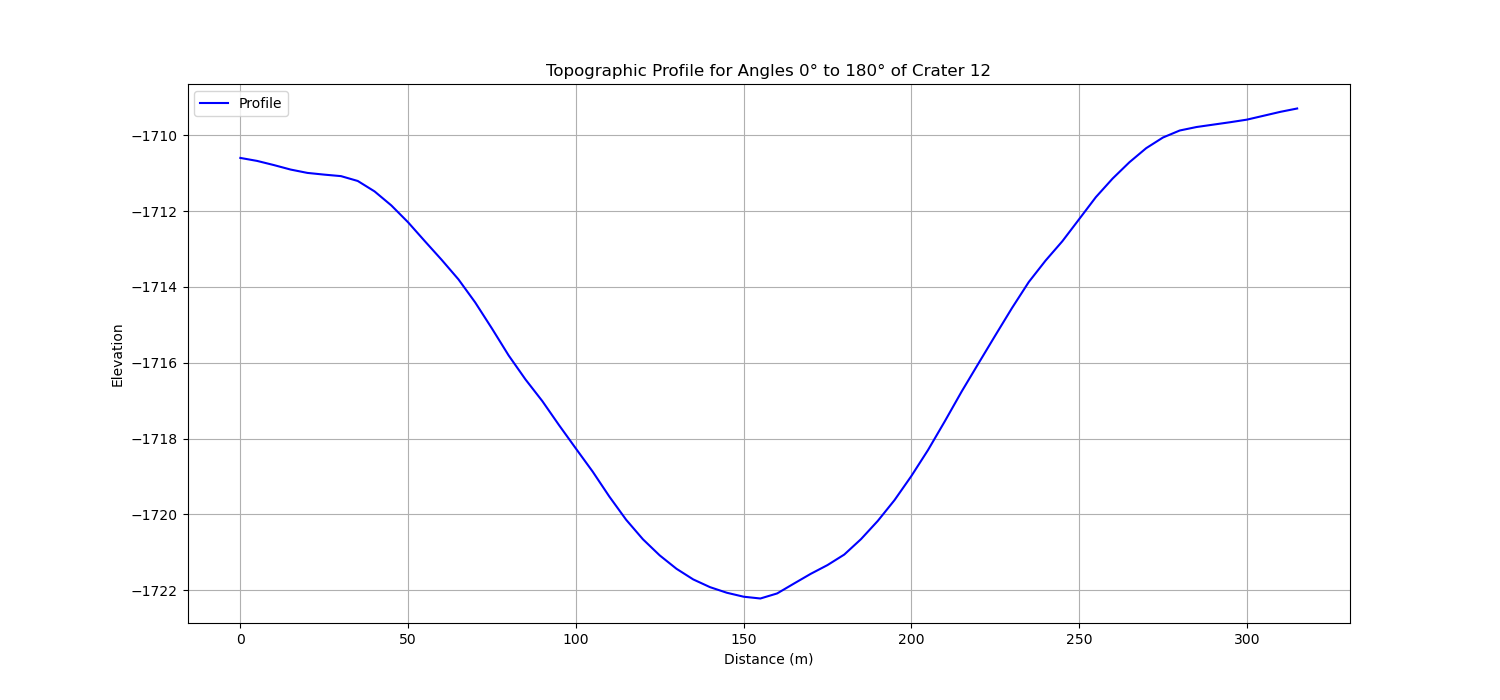 Topographic Profile for Angles 0° to 180° of Crater 12
Profile
−1710
−1712
−1714
−1716
−1718
−1720
−1722
Elevation
0 50 100 150 200 250 300
Distance (m)